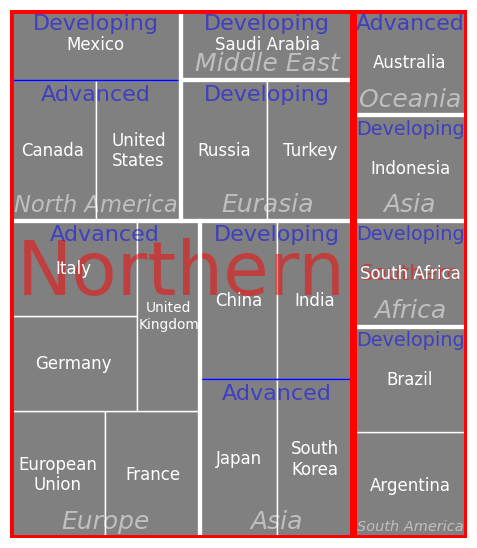 Developing
Mexico
Advanced
Canada
United
States
North America
Developing
Saudi Arabia
Middle East
Developing
Russia
Turkey
Eurasia
Advanced
Italy
United
Kingdom
Germany
European
Union
France
Europe
Developing
China
India
Advanced
Japan
South
Korea
Asia
Northern
Advanced
Australia
Oceania
Developing
Indonesia
Asia
Developing
South Africa
Southern
Africa
Developing
Brazil
Argentina
South America